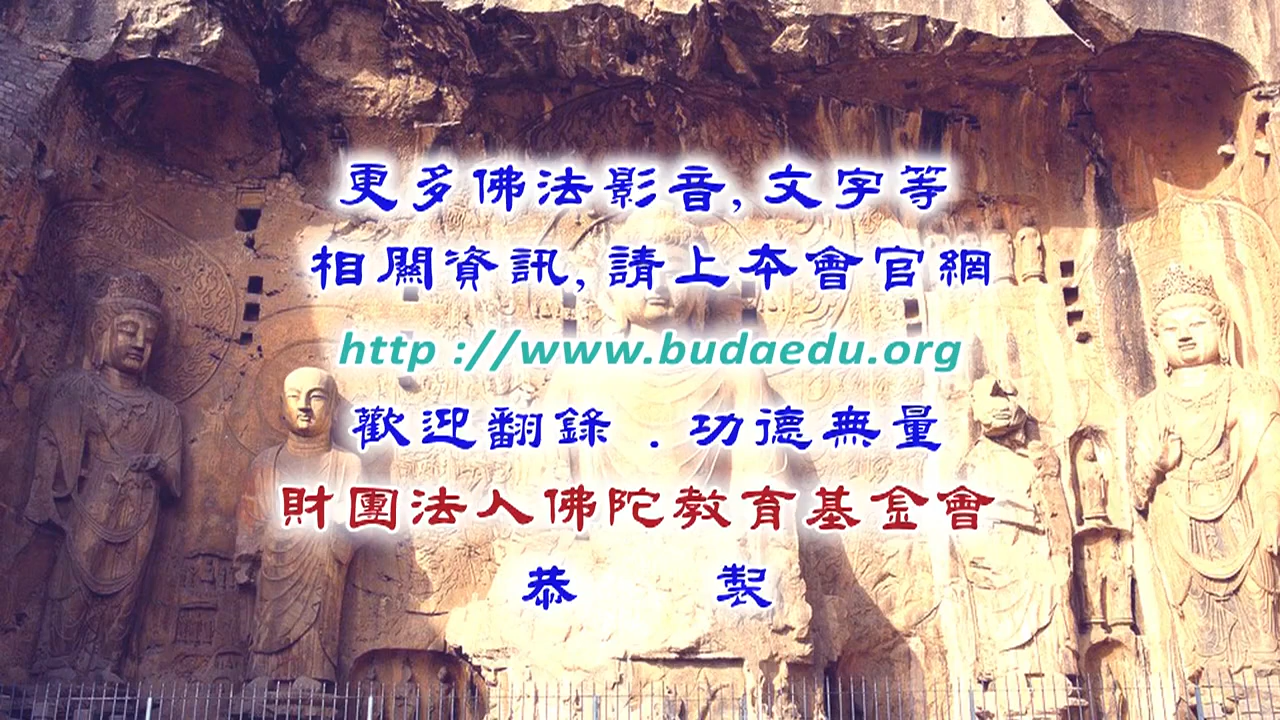 更多佛法影音,文字等
相關資訊,請上本會官網
http ://www.budaedu.org
歡迎翻錄 . 功德無量
財團法人佛陀教育基金會
恭 製